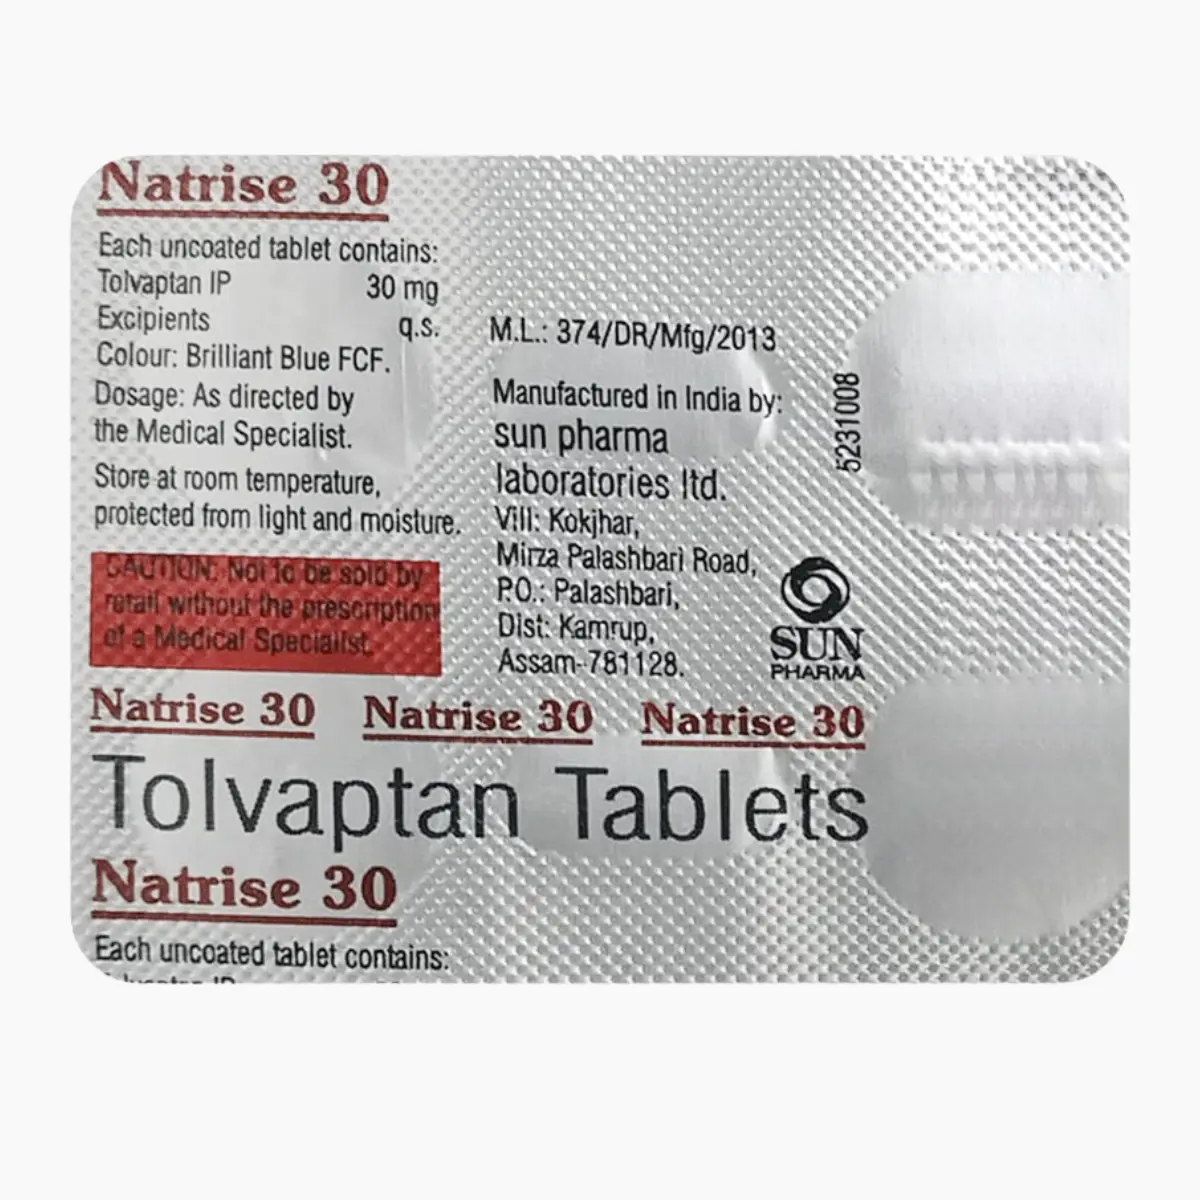 Natrise 30
Each uncoated tablet contains:
Tolvaptan IP 30 mg
Excipients q.s.
Colour: Brilliant Blue FCF.
Dosage: As directed by
the Medical Specialist.
Store at room temperature,
protected from light and moisture.
CAUTION: Not to be sold by
retail without the prescription
of a Medical Specialist.
M.L.: 374/DR/Mfg/2013
Manufactured in India by:
sun pharma
laboratories ltd.
Vill: Kokjhar,
Mirza Palashbari Road,
P.O.: Palashbari,
Dist: Kamrup,
Assam-781128.
5231008
SUN
PHARMA
Natrise 30 Natrise 30 Natrise 30
Tolvaptan Tablets
Natrise 30
Each uncoated tablet contains: